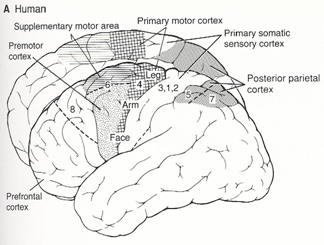 A Human
Supplementary motor area
Primary motor cortex
Primary somatic
sensory cortex
Premotor
cortex
Posterior parietal
cortex
Leg
6
4
3,1,2
5
7
8
Arm
Face
Prefrontal
cortex